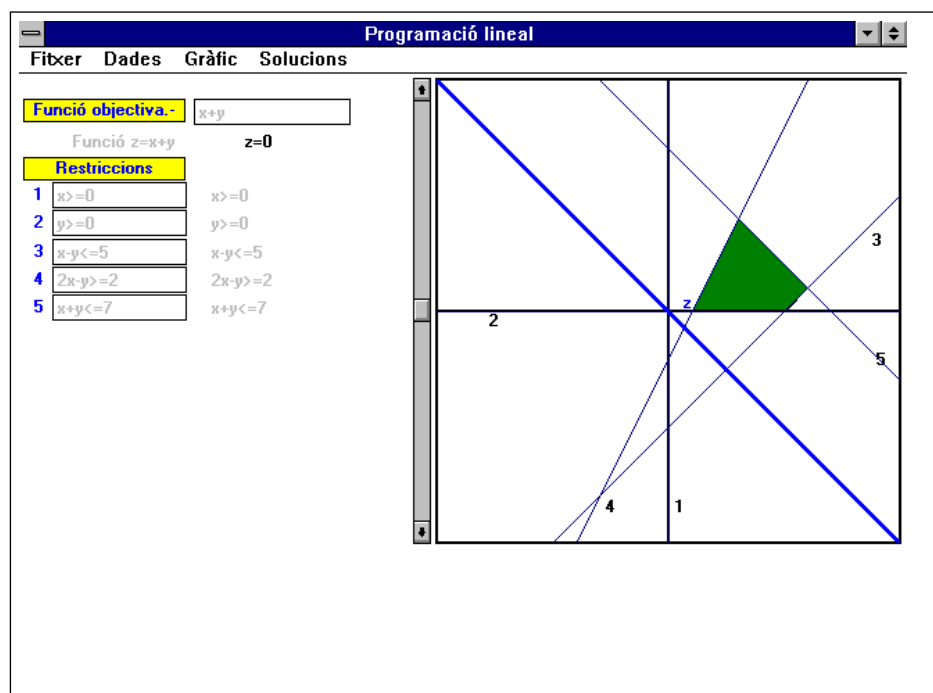 Programació lineal
Fitxer Dades Gràfic Solucions
Funció objectiva.- x+y
Funció z=x+y z=0
Restriccions
1 x>=0 x>=0
2 y>=0 y>=0
3 x-y<=5 x-y<=5
4 2x-y>=2 2x-y>=2
5 x+y<=7 x+y<=7
3
z
2
5
4 1